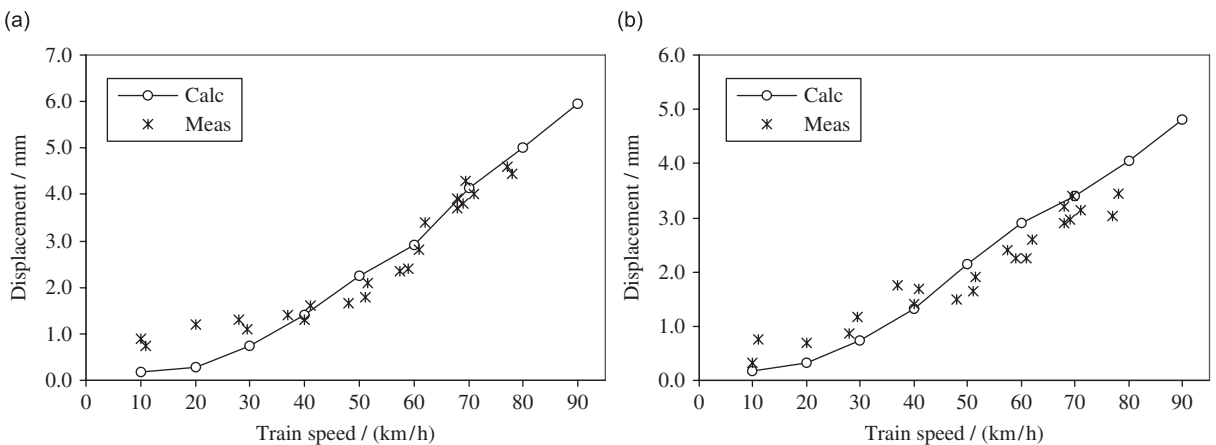 (a)
7.0
6.0
5.0
4.0
3.0
2.0
1.0
0.0
Displacement / mm
Calc
Meas
0 10 20 30 40 50 60 70 80 90
Train speed / (km/h)
(b)
6.0
5.0
4.0
3.0
2.0
1.0
0.0
Displacement / mm
Calc
Meas
0 10 20 30 40 50 60 70 80 90
Train speed / (km/h)